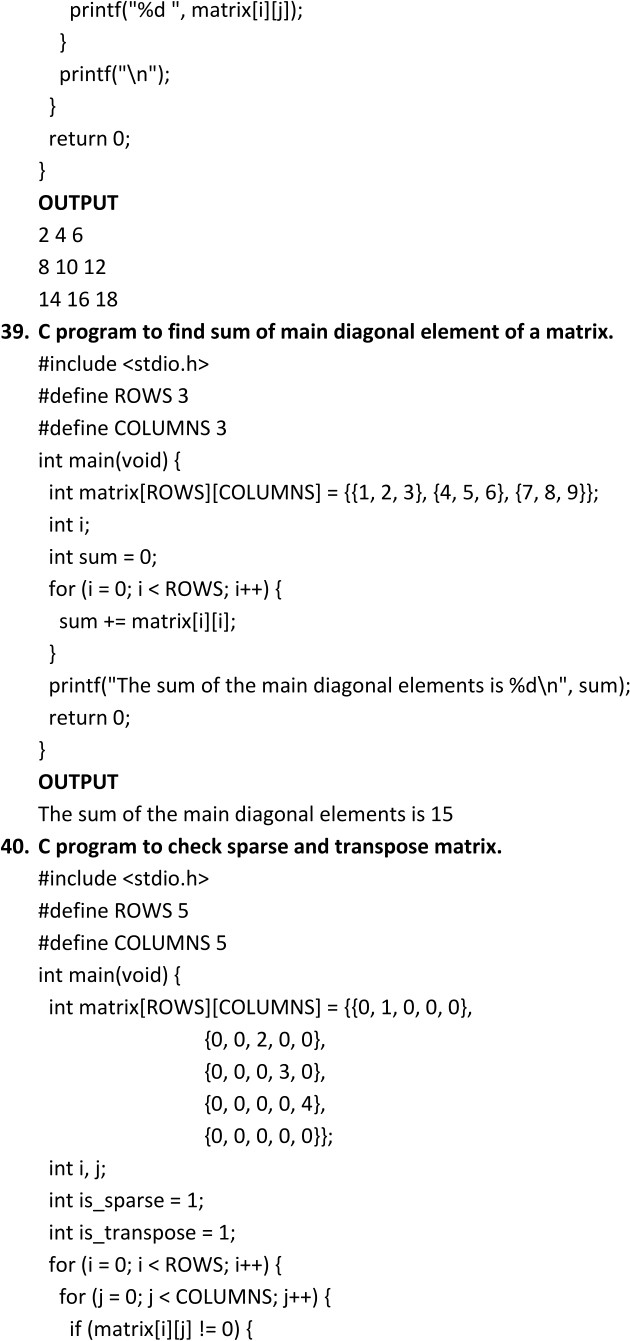 printf("%d ", matrix[i][j]);
}
printf("\n");
}
return 0;
}
OUTPUT
2 4 6
8 10 12
14 16 18
39. C program to find sum of main diagonal element of a matrix.
#include <stdio.h>
#define ROWS 3
#define COLUMNS 3
int main(void) {
int matrix[ROWS][COLUMNS] = {{1, 2, 3}, {4, 5, 6}, {7, 8, 9}};
int i;
int sum = 0;
for (i = 0; i < ROWS; i++) {
sum += matrix[i][i];
}
printf("The sum of the main diagonal elements is %d\n", sum);
return 0;
}
OUTPUT
The sum of the main diagonal elements is 15
40. C program to check sparse and transpose matrix.
#include <stdio.h>
#define ROWS 5
#define COLUMNS 5
int main(void) {
int matrix[ROWS][COLUMNS] = {{0, 1, 0, 0, 0},
{0, 0, 2, 0, 0},
{0, 0, 0, 3, 0},
{0, 0, 0, 0, 4},
{0, 0, 0, 0, 0}};
int i, j;
int is_sparse = 1;
int is_transpose = 1;
for (i = 0; i < ROWS; i++) {
for (j = 0; j < COLUMNS; j++) {
if (matrix[i][j] != 0) {